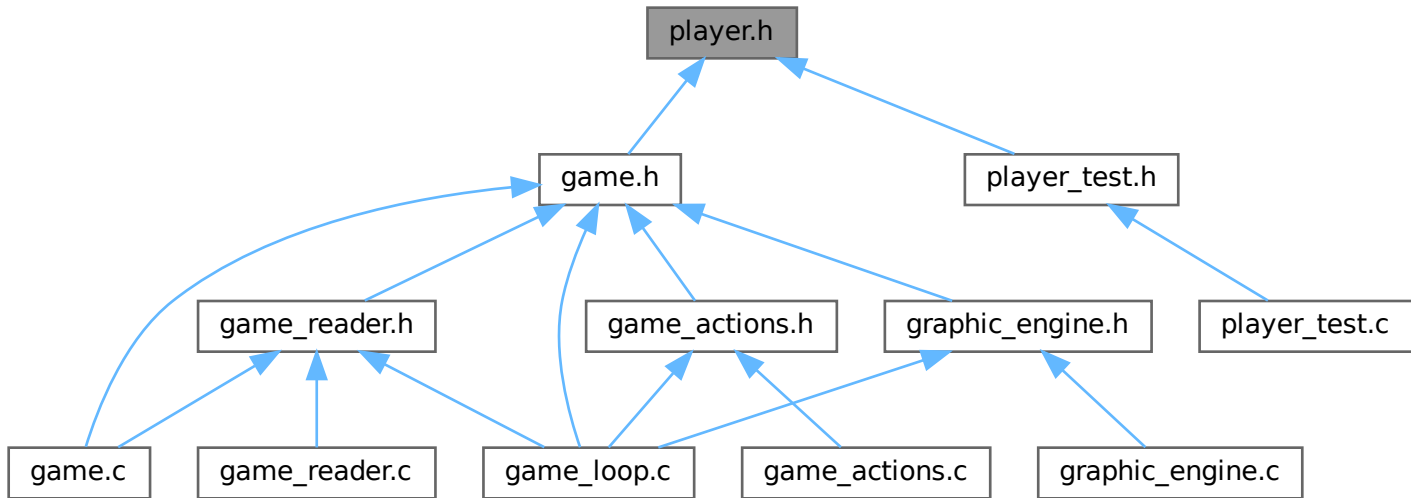 player.h
game.h
player_test.h
game_reader.h
game_actions.h
graphic_engine.h
player_test.c
game.c
game_reader.c
game_loop.c
game_actions.c
graphic_engine.c